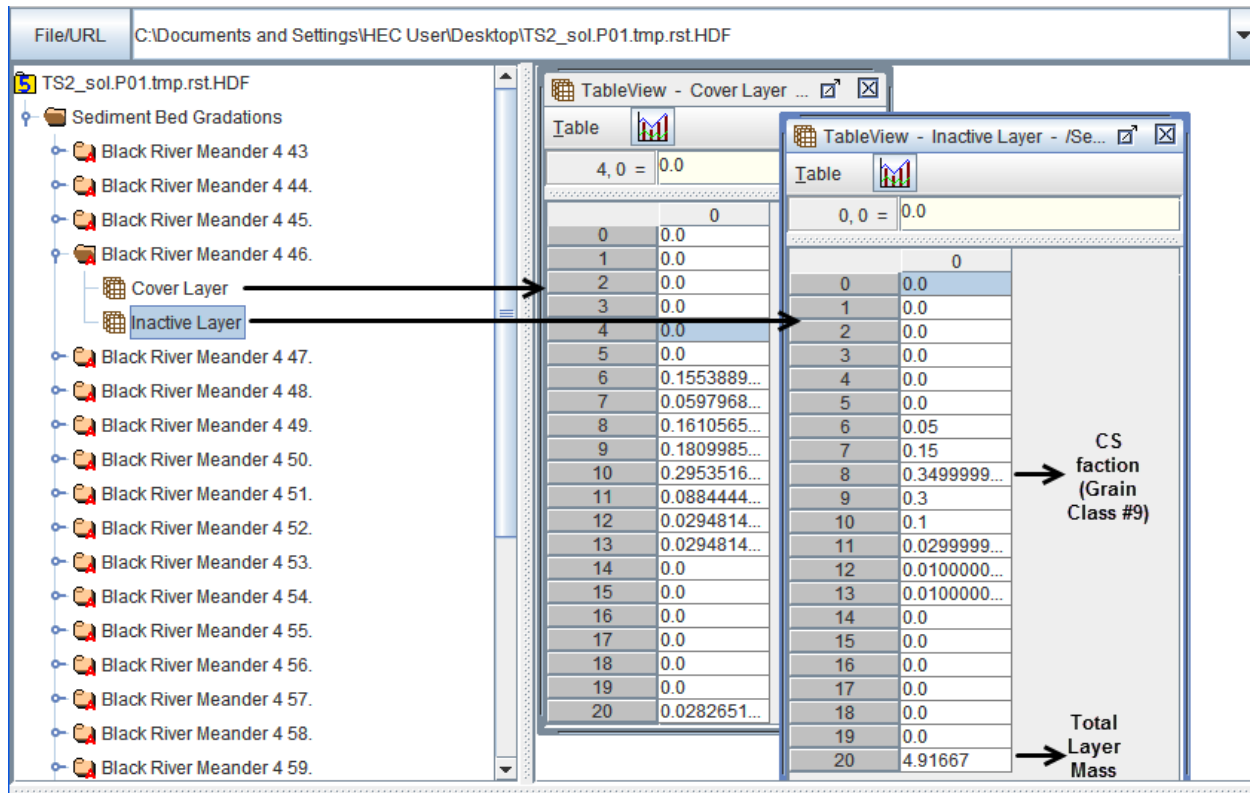 File/URL C:\Documents and Settings\HEC User\Desktop\TS2_sol.P01.tmp.rst.HDF
TS2_sol.P01.tmp.rst.HDF
Sediment Bed Gradations
Black River Meander 4 43
Black River Meander 4 44.
Black River Meander 4 45.
Black River Meander 4 46.
Cover Layer
Inactive Layer
Black River Meander 4 47.
Black River Meander 4 48.
Black River Meander 4 49.
Black River Meander 4 50.
Black River Meander 4 51.
Black River Meander 4 52.
Black River Meander 4 53.
Black River Meander 4 54.
Black River Meander 4 55.
Black River Meander 4 56.
Black River Meander 4 57.
Black River Meander 4 58.
Black River Meander 4 59.
TableView - Cover Layer ...
Table
4, 0 = 0.0
0
0 0.0
1 0.0
2 0.0
3 0.0
4 0.0
5 0.0
6 0.1553889...
7 0.0597968...
8 0.1610565...
9 0.1809985...
10 0.2953516...
11 0.0884444...
12 0.0294814...
13 0.0294814...
14 0.0
15 0.0
16 0.0
17 0.0
18 0.0
19 0.0
20 0.0282651...
TableView - Inactive Layer - /Se...
Table
0, 0 = 0.0
0
0 0.0
1 0.0
2 0.0
3 0.0
4 0.0
5 0.0
6 0.05
7 0.15
8 0.3499999...
9 0.3
10 0.1
11 0.0299999...
12 0.0100000...
13 0.0100000...
14 0.0
15 0.0
16 0.0
17 0.0
18 0.0
19 0.0
20 4.91667
CS
faction
(Grain
Class #9)
Total
Layer
Mass